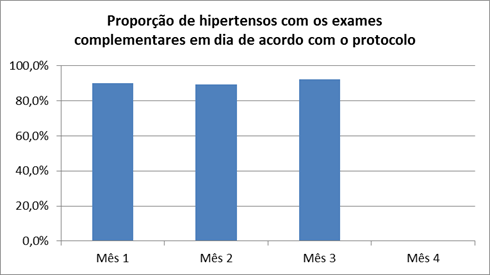 Proporção de hipertensos com os exames
complementares em dia de acordo com o protocolo
100,0%
80,0%
60,0%
40,0%
20,0%
0,0%
Mês 1 Mês 2 Mês 3 Mês 4